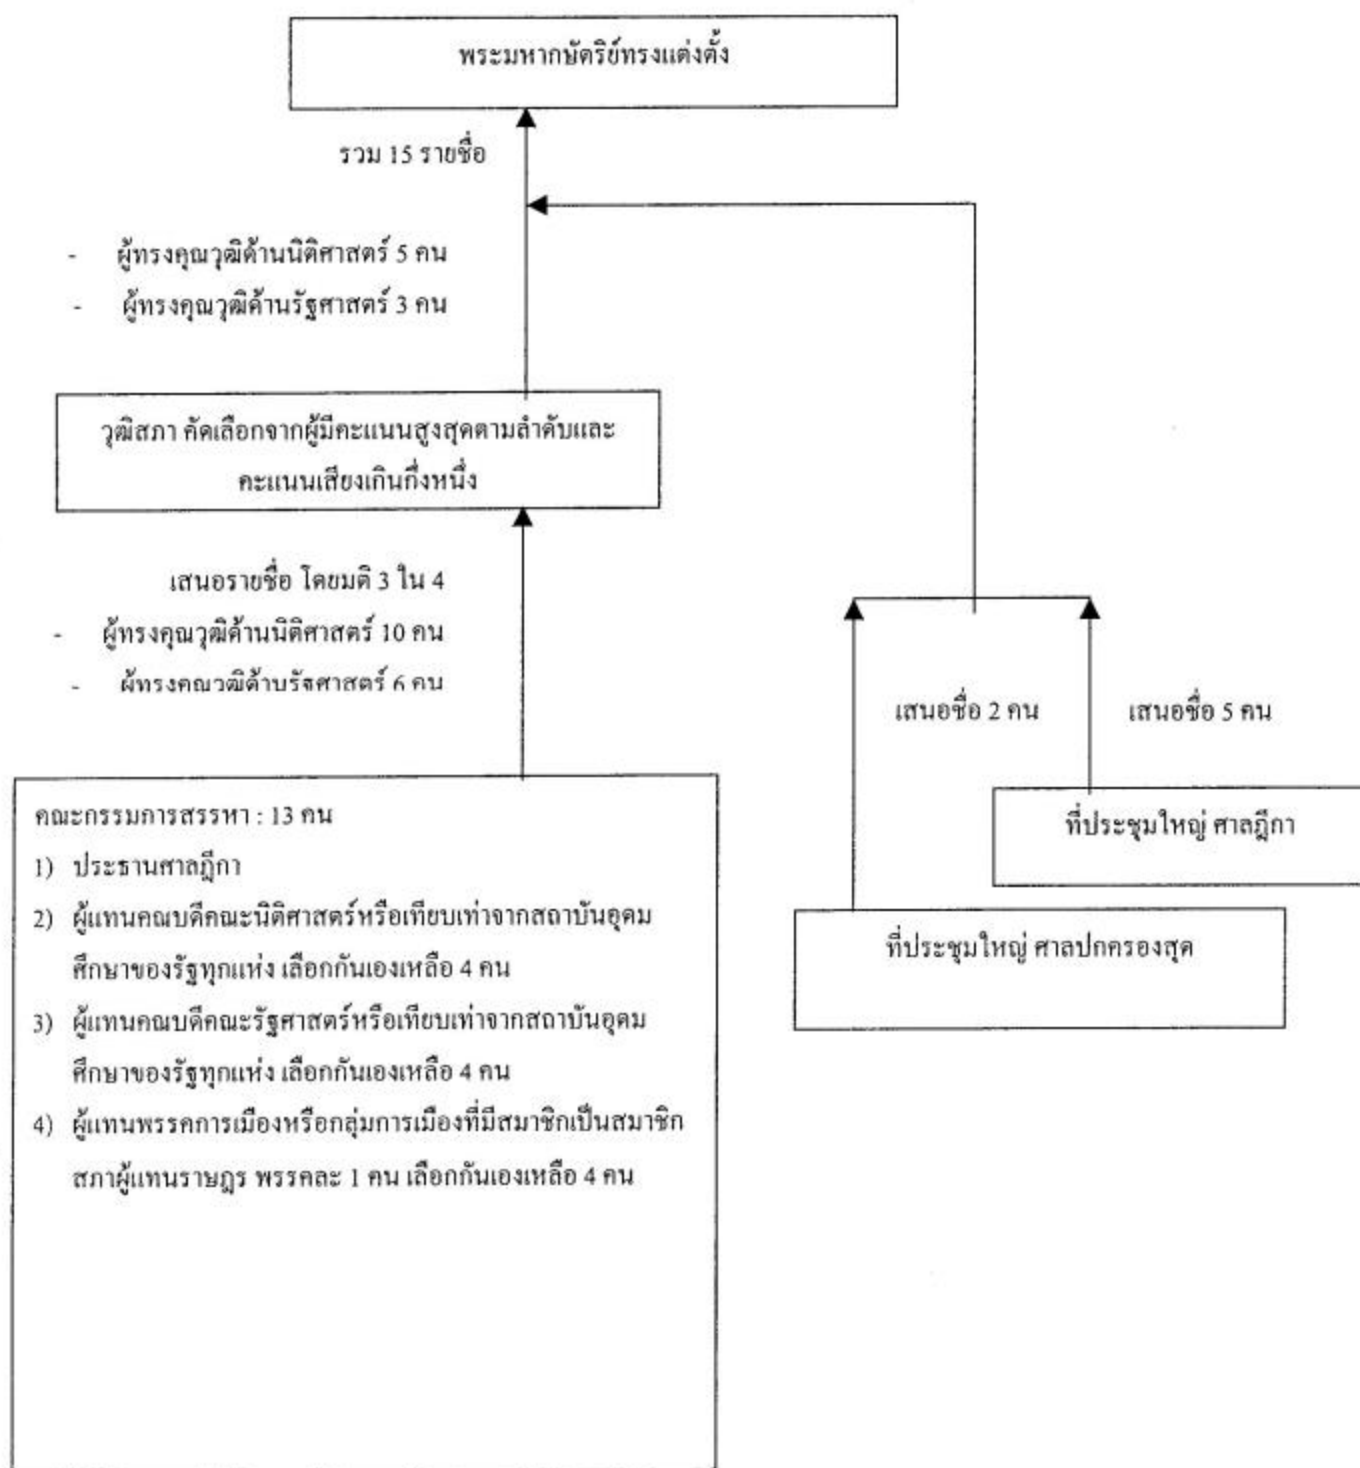 พระมหากษัตริย์ทรงแต่งตั้ง
รวม 15 รายชื่อ
- ผู้ทรงคุณวุฒิด้านนิติศาสตร์ 5 คน
- ผู้ทรงคุณวุฒิด้านรัฐศาสตร์ 3 คน
วุฒิสภา คัดเลือกจากผู้มีคะแนนสูงสุดตามลำดับและ
คะแนนเสียงเกินกึ่งหนึ่ง
เสนอรายชื่อ โดยมติ 3 ใน 4
- ผู้ทรงคุณวุฒิด้านนิติศาสตร์ 10 คน
- ผู้ทรงคุณวุฒิด้านรัฐศาสตร์ 6 คน
เสนอชื่อ 2 คน
เสนอชื่อ 5 คน
ที่ประชุมใหญ่ ศาลฎีกา
ที่ประชุมใหญ่ ศาลปกครองสุด
คณะกรรมการสรรหา : 13 คน
1) ประธานศาลฎีกา
2) ผู้แทนคณบดีคณะนิติศาสตร์หรือเทียบเท่าจากสถาบันอุดม
ศึกษาของรัฐทุกแห่ง เลือกกันเองเหลือ 4 คน
3) ผู้แทนคณบดีคณะรัฐศาสตร์หรือเทียบเท่าจากสถาบันอุดม
ศึกษาของรัฐทุกแห่ง เลือกกันเองเหลือ 4 คน
4) ผู้แทนพรรคการเมืองหรือกลุ่มการเมืองที่มีสมาชิกเป็นสมาชิก
สภาผู้แทนราษฎร พรรคละ 1 คน เลือกกันเองเหลือ 4 คน